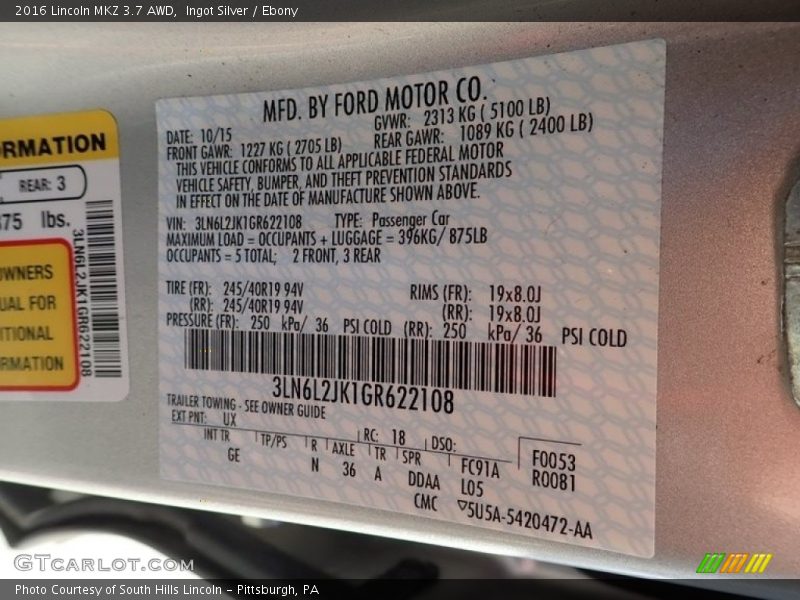 2016 Lincoln MKZ 3.7 AWD, Ingot Silver / Ebony
RMATION
REAR: 3
875 lbs.
OWNERS
UAL FOR
ITIONAL
RMATION
3LN6L2JK1GR622108
MFD. BY FORD MOTOR CO.
DATE: 10/15 GVWR: 2313 KG ( 5100 LB)
FRONT GAWR: 1227 KG ( 2705 LB) REAR GAWR: 1089 KG ( 2400 LB)
THIS VEHICLE CONFORMS TO ALL APPLICABLE FEDERAL MOTOR
VEHICLE SAFETY, BUMPER, AND THEFT PREVENTION STANDARDS
IN EFFECT ON THE DATE OF MANUFACTURE SHOWN ABOVE.
VIN: 3LN6L2JK1GR622108 TYPE: Passenger Car
MAXIMUM LOAD = OCCUPANTS + LUGGAGE = 396KG/ 875LB
OCCUPANTS = 5 TOTAL; 2 FRONT, 3 REAR
TIRE (FR): 245/40R19 94V RIMS (FR): 19x8.0J
(RR): 245/40R19 94V (RR): 19x8.0J
PRESSURE (FR): 250 kPa/ 36 PSI COLD (RR): 250 kPa/ 36 PSI COLD
3LN6L2JK1GR622108
TRAILER TOWING - SEE OWNER GUIDE
EXT PNT: UX RC: 18 DSO:
INT TR TP/PS R AXLE TR SPR FC91A F0053
GE N 36 A DDAA L05 R0081
CMC ▽5U5A-5420472-AA
GTCARLOT.COM
Photo Courtesy of South Hills Lincoln - Pittsburgh, PA